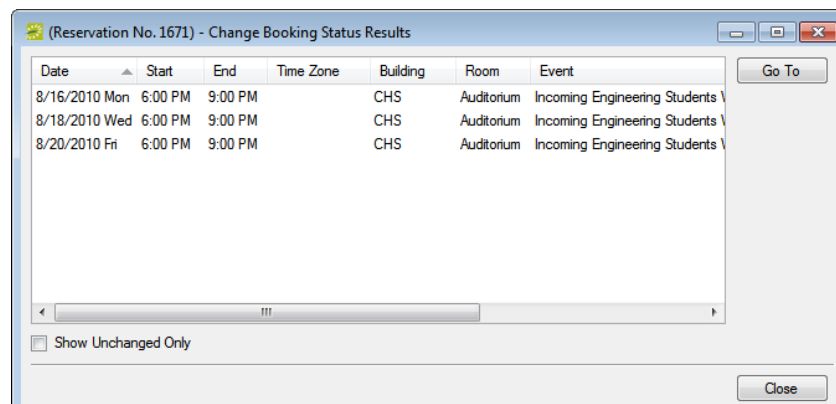 (Reservation No. 1671) - Change Booking Status Results
Date Start End Time Zone Building Room Event Go To
8/16/2010 Mon 6:00 PM 9:00 PM CHS Auditorium Incoming Engineering Students
8/18/2010 Wed 6:00 PM 9:00 PM CHS Auditorium Incoming Engineering Students
8/20/2010 Fri 6:00 PM 9:00 PM CHS Auditorium Incoming Engineering Students
Show Unchanged Only
Close